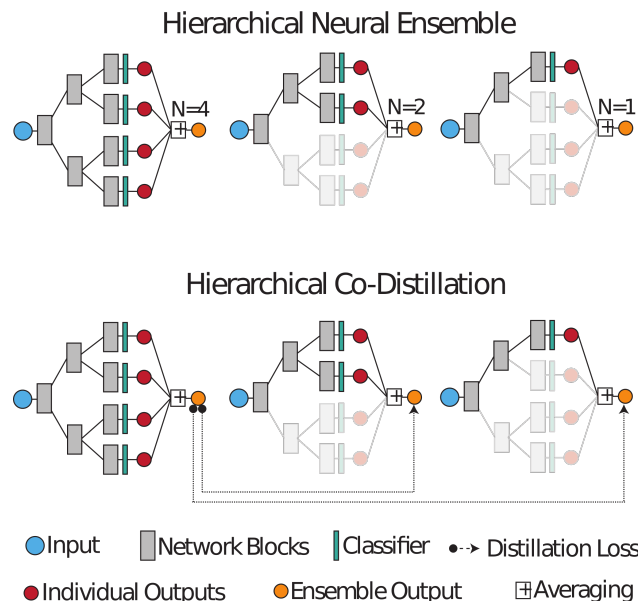 Hierarchical Neural Ensemble
N=4
N=2
N=1
Hierarchical Co-Distillation
Input
Network Blocks
Classifier
Distillation Loss
Individual Outputs
Ensemble Output
Averaging